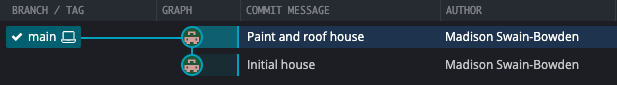 BRANCH / TAG GRAPH COMMIT MESSAGE AUTHOR
main Paint and roof house Madison Swain-Bowden
Initial house Madison Swain-Bowden